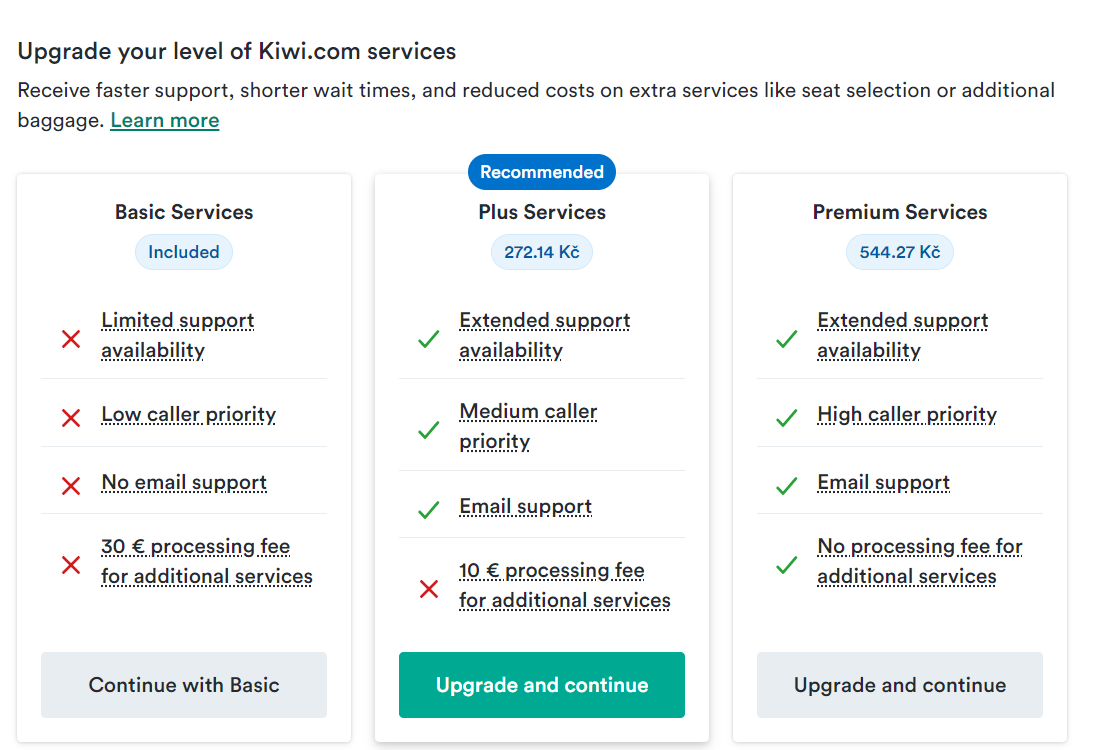 Upgrade your level of Kiwi.com services
Receive faster support, shorter wait times, and reduced costs on extra services like seat selection or additional
baggage. Learn more
Basic Services
Included
Limited support
availability
Low caller priority
No email support
30 € processing fee
for additional services
Continue with Basic
Recommended
Plus Services
272.14 Kč
Extended support
availability
Medium caller
priority
Email support
10 € processing fee
for additional services
Upgrade and continue
Premium Services
544.27 Kč
Extended support
availability
High caller priority
Email support
No processing fee for
additional services
Upgrade and continue